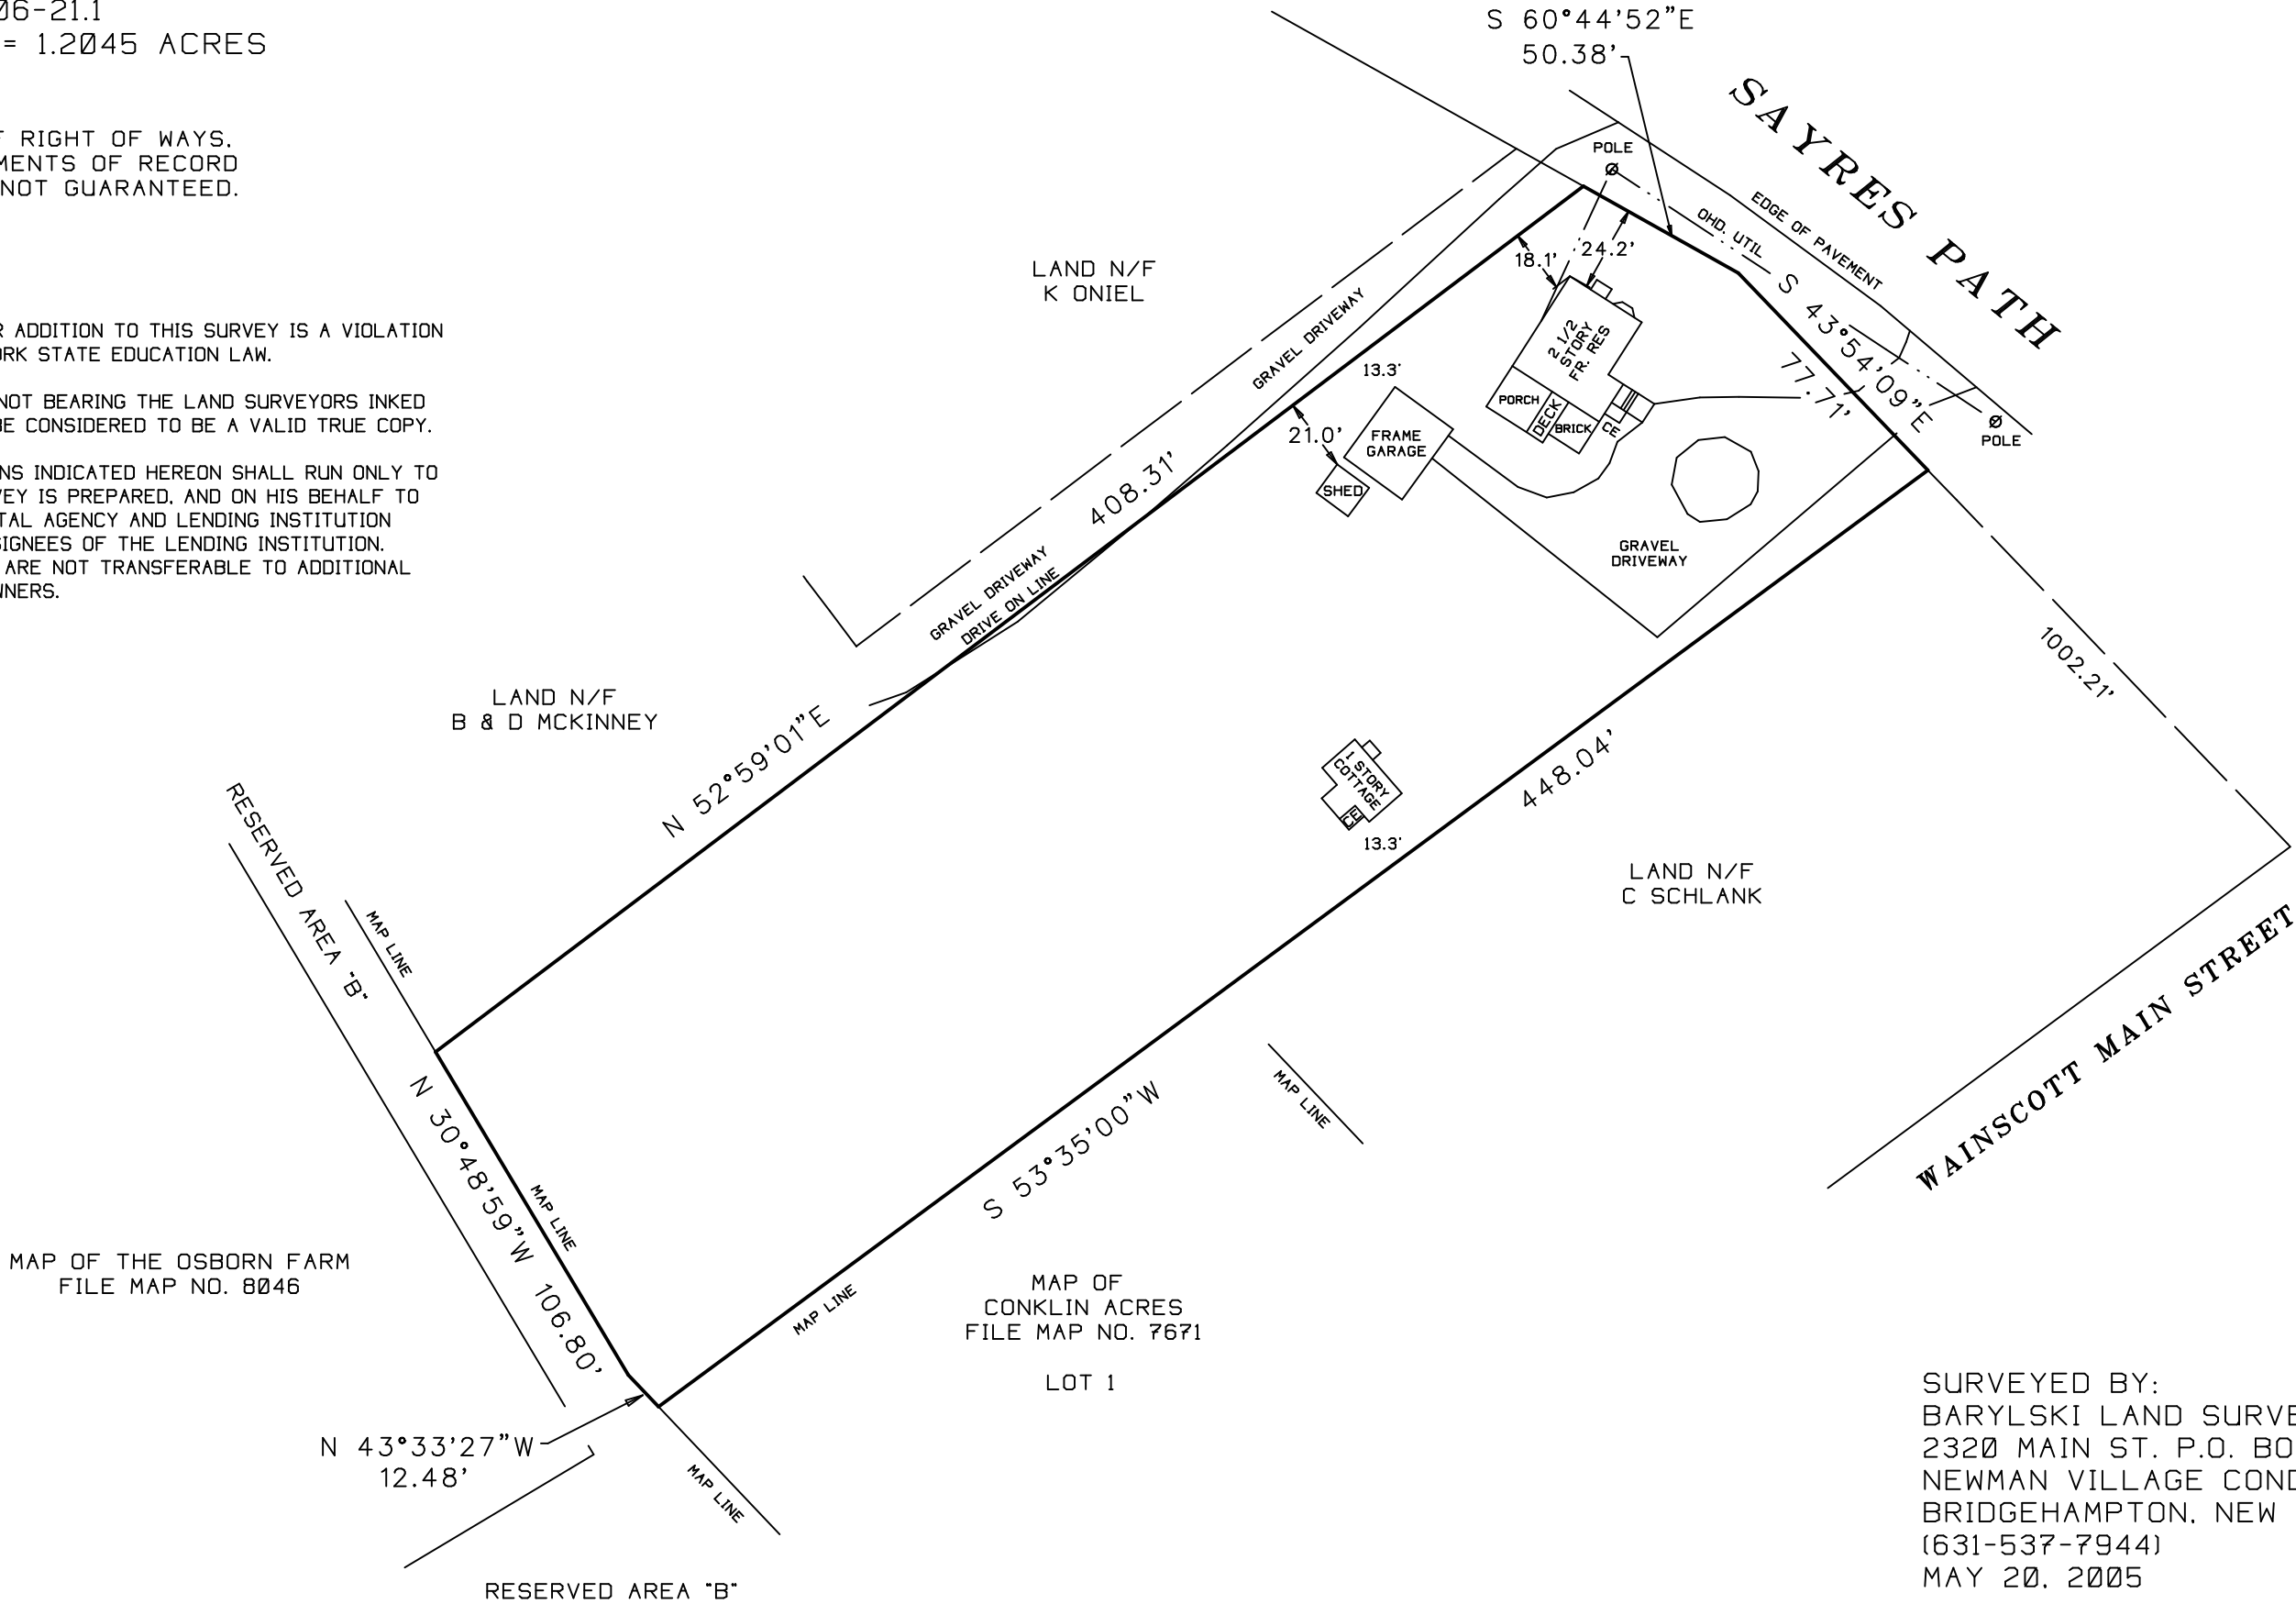 06-21.1
= 1.2045 ACRES
F RIGHT OF WAYS,
MENTS OF RECORD
NOT GUARANTEED.
R ADDITION TO THIS SURVEY IS A VIOLATION
ORK STATE EDUCATION LAW.
NOT BEARING THE LAND SURVEYORS INKED
BE CONSIDERED TO BE A VALID TRUE COPY.
NS INDICATED HEREON SHALL RUN ONLY TO
VEY IS PREPARED, AND ON HIS BEHALF TO
TAL AGENCY AND LENDING INSTITUTION
SIGNEES OF THE LENDING INSTITUTION.
ARE NOT TRANSFERABLE TO ADDITIONAL
WNERS.
S 60°44'52"E
50.38'
SAYRES PATH
POLE
EDGE OF PAVEMENT
OHD. UTIL
S 43°54'09"E
77.71'
POLE
24.2'
18.1'
LAND N/F
K ONIEL
GRAVEL DRIVEWAY
2 1/2
STORY
FR. RES
PORCH
DECK
BRICK
CE
13.3'
21.0'
FRAME
GARAGE
SHED
408.31'
GRAVEL
DRIVEWAY
GRAVEL DRIVEWAY
DRIVE ON LINE
1002.21'
LAND N/F
B & D MCKINNEY
N 52°59'01"E
1 STORY
COTTAGE
CE
13.3'
448.04'
LAND N/F
C SCHLANK
RESERVED AREA "B"
MAP LINE
WAINSCOTT MAIN STREET
N 30°48'59"W 106.80'
MAP LINE
S 53°35'00"W
MAP LINE
MAP OF THE OSBORN FARM
FILE MAP NO. 8046
MAP LINE
MAP OF
CONKLIN ACRES
FILE MAP NO. 7671
LOT 1
N 43°33'27"W
12.48'
MAP LINE
RESERVED AREA "B"
SURVEYED BY:
BARYLSKI LAND SURVE
2320 MAIN ST. P.O. BO
NEWMAN VILLAGE COND
BRIDGEHAMPTON, NEW
(631-537-7944)
MAY 20, 2005